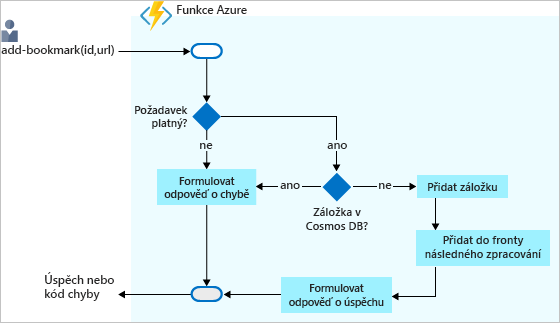 Funkce Azure
add-bookmark(id,url)
Požadavek
platný?
ne
ano
Formulovat
odpověď o chybě
ano
ne
Přidat záložku
Záložka v
Cosmos DB?
Přidat do fronty
následného zpracování
Úspěch nebo
kód chyby
Formulovat
odpověď o úspěchu